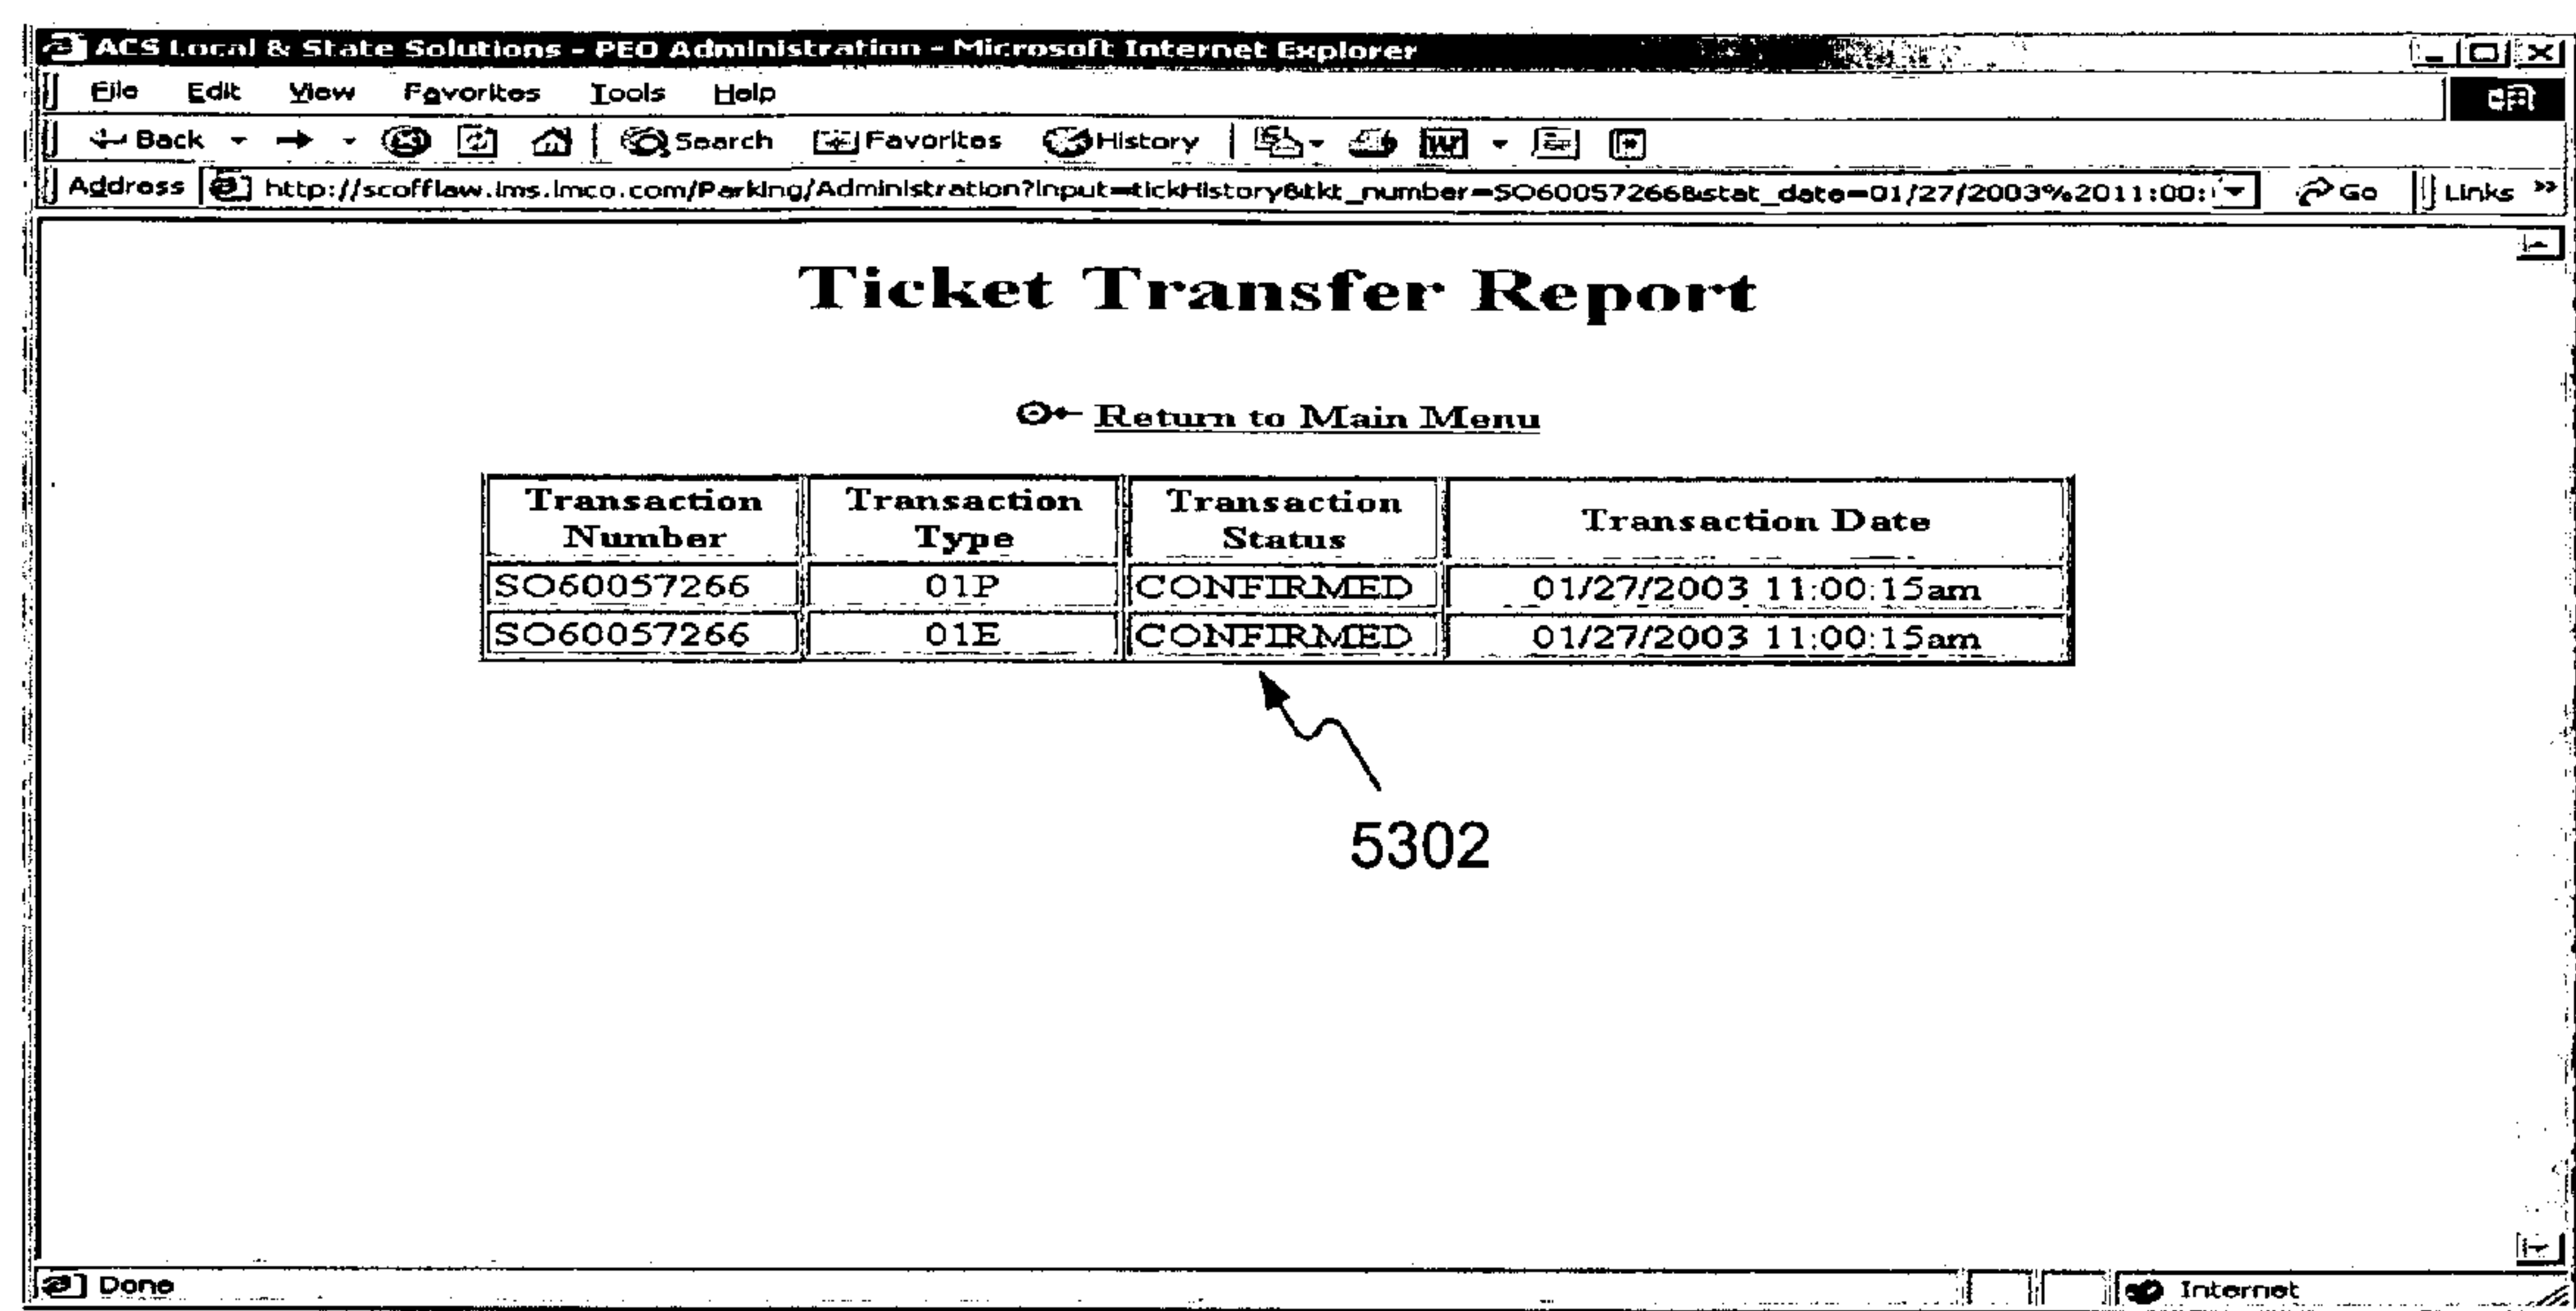 ACS Local & State Solutions - PEO Administration - Microsoft Internet Explorer
File Edit View Favorites Tools Help
Back Search Favorites History
Address http://scofflaw.ims.lmco.com/Parking/Administration?Input=tickHistory&tkt_number=SO60057266&stat_date=01/27/2003%2011:00: Go Links »
Ticket Transfer Report
Return to Main Menu
Transaction Number Transaction Type Transaction Status Transaction Date
SO60057266 01P CONFIRMED 01/27/2003 11:00:15am
SO60057266 01E CONFIRMED 01/27/2003 11:00:15am
5302
Done Internet